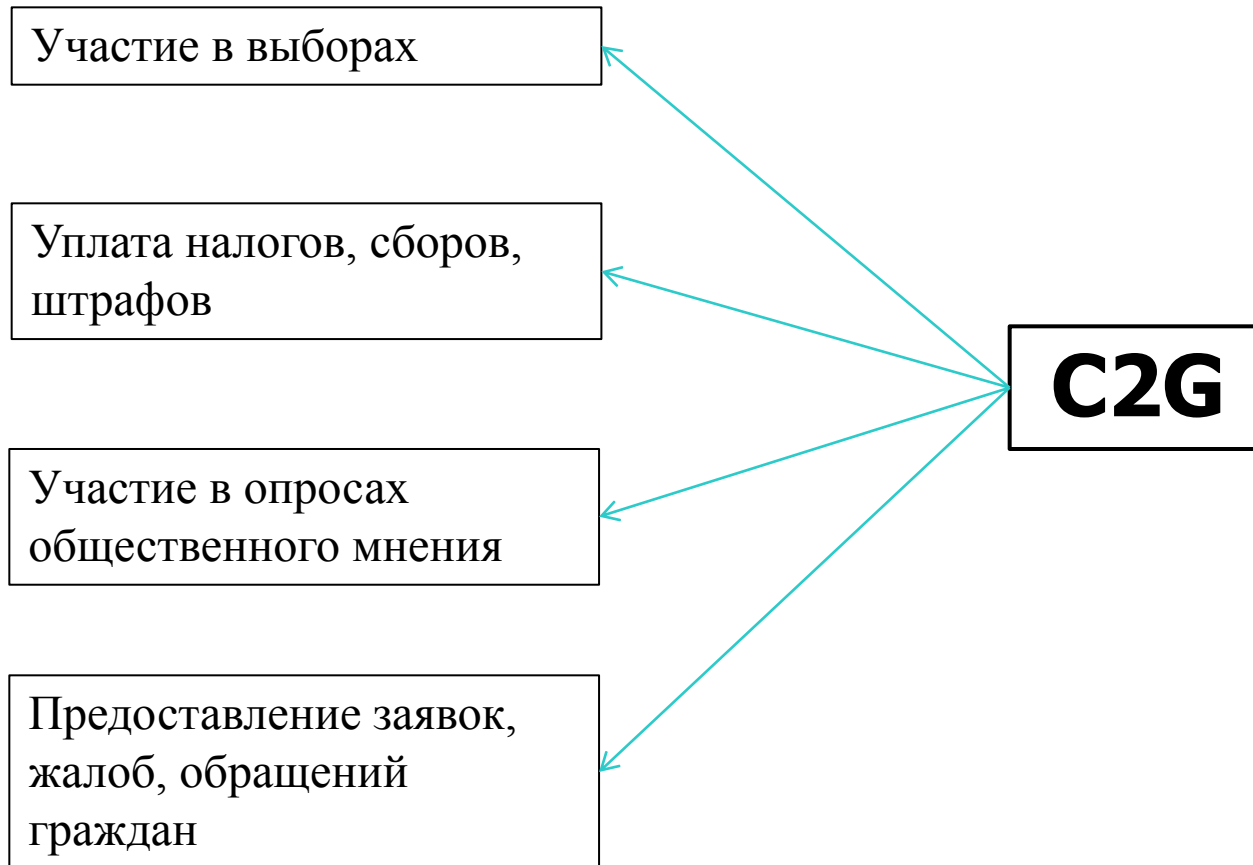 Участие в выборах
Уплата налогов, сборов,
штрафов
C2G
Участие в опросах
общественного мнения
Предоставление заявок,
жалоб, обращений
граждан